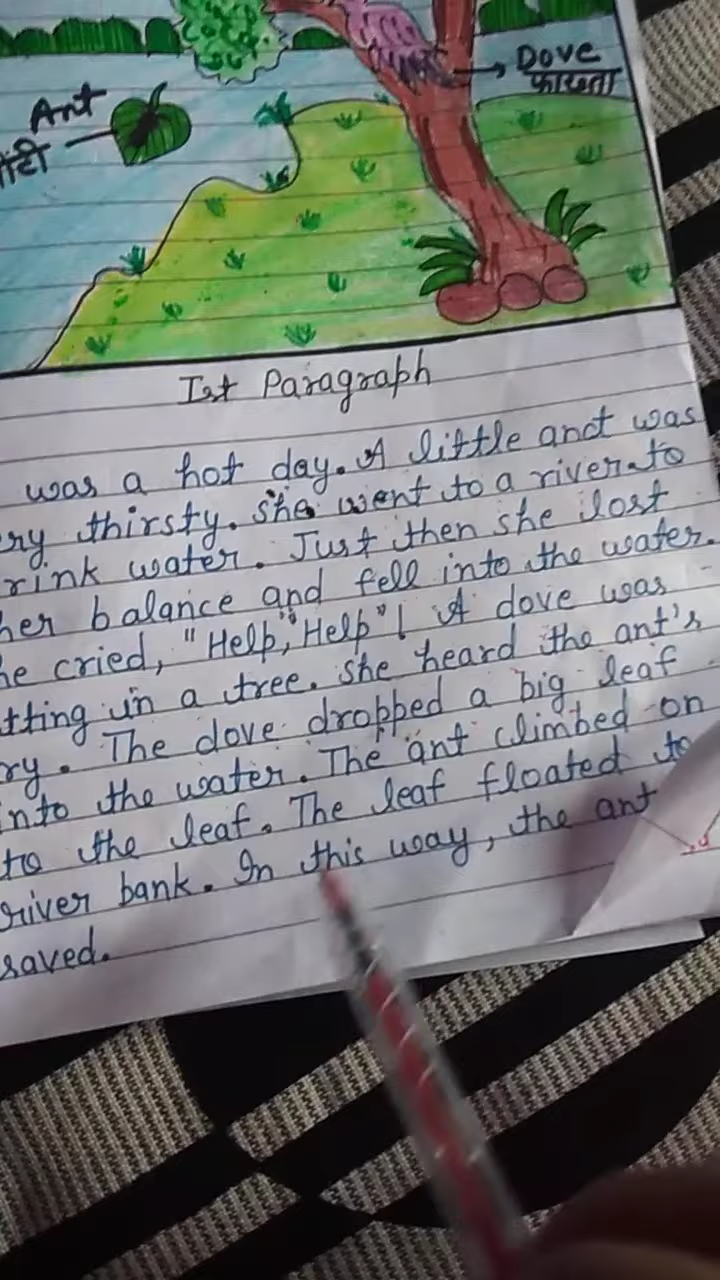 Dove
फाख्ता
Ant
Ist Paragraph
was a hot day. A little anct was
ery thirsty. She went to a river to
rink water. Just then she lost
her balance and fell into the water.
he cried, "Help", Help"! A dove was
tting in a tree. She heard the ant's
ry. The dove dropped a big leaf
into the water. The ant climbed on
to the leaf. The leaf floated to
river bank. In this way, the ant
saved.